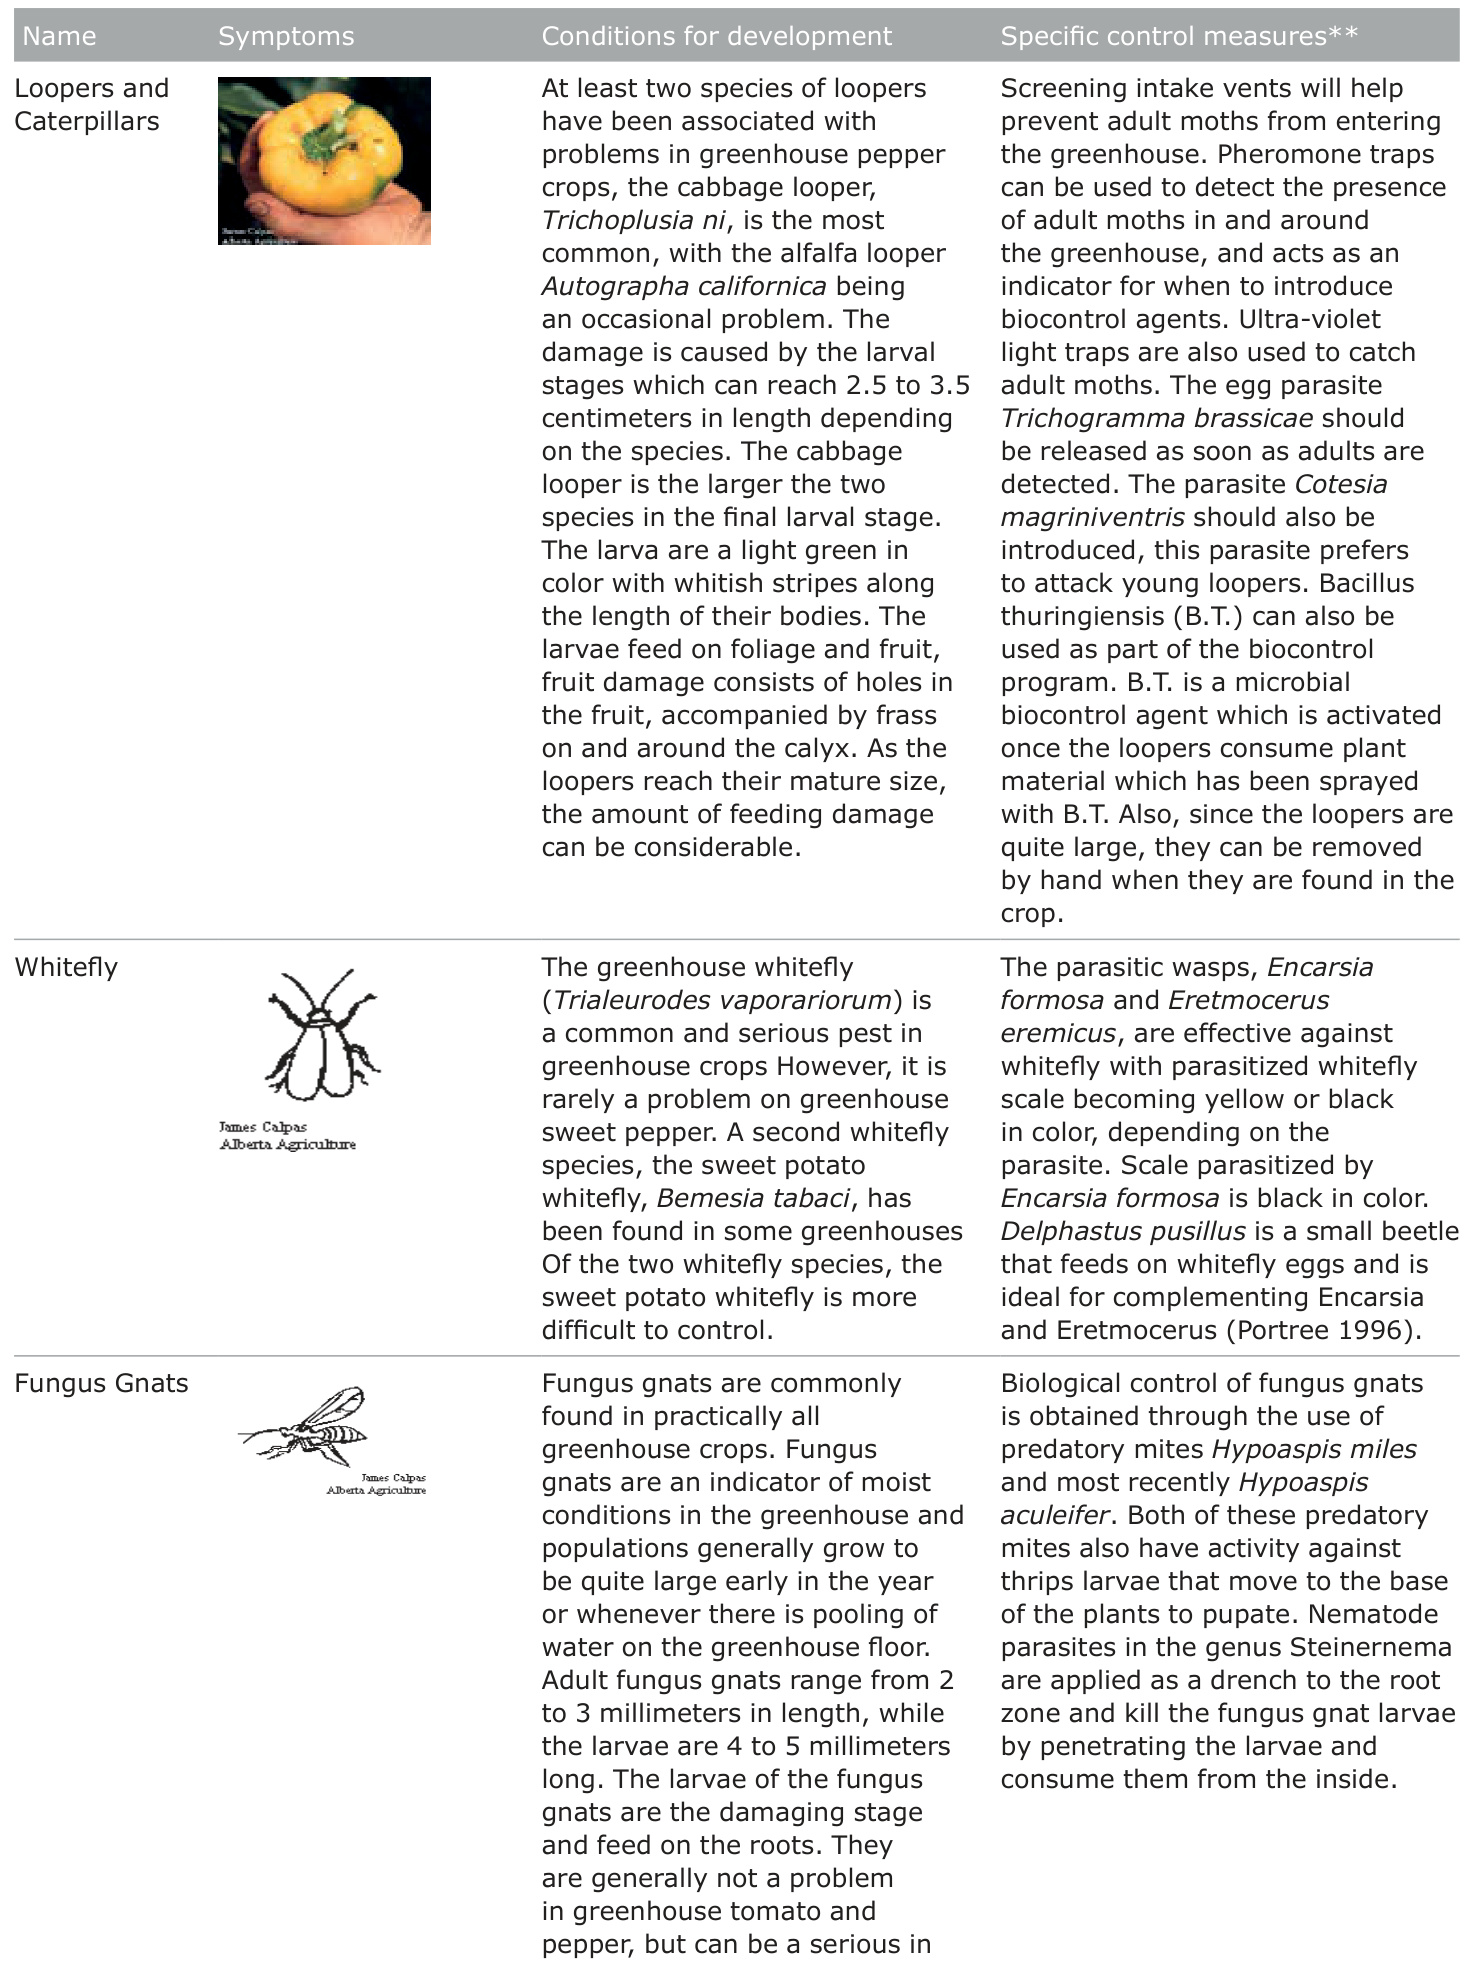 Name Symptoms Conditions for development Specific control measures**
Loopers and
Caterpillars
James Calpas
Alberta Agriculture
At least two species of loopers
have been associated with
problems in greenhouse pepper
crops, the cabbage looper,
Trichoplusia ni, is the most
common, with the alfalfa looper
Autographa californica being
an occasional problem. The
damage is caused by the larval
stages which can reach 2.5 to 3.5
centimeters in length depending
on the species. The cabbage
looper is the larger the two
species in the final larval stage.
The larva are a light green in
color with whitish stripes along
the length of their bodies. The
larvae feed on foliage and fruit,
fruit damage consists of holes in
the fruit, accompanied by frass
on and around the calyx. As the
loopers reach their mature size,
the amount of feeding damage
can be considerable.
Screening intake vents will help
prevent adult moths from entering
the greenhouse. Pheromone traps
can be used to detect the presence
of adult moths in and around
the greenhouse, and acts as an
indicator for when to introduce
biocontrol agents. Ultra-violet
light traps are also used to catch
adult moths. The egg parasite
Trichogramma brassicae should
be released as soon as adults are
detected. The parasite Cotesia
magriniventris should also be
introduced, this parasite prefers
to attack young loopers. Bacillus
thuringiensis (B.T.) can also be
used as part of the biocontrol
program. B.T. is a microbial
biocontrol agent which is activated
once the loopers consume plant
material which has been sprayed
with B.T. Also, since the loopers are
quite large, they can be removed
by hand when they are found in the
crop.
Whitefly
James Calpas
Alberta Agriculture
The greenhouse whitefly
(Trialeurodes vaporariorum) is
a common and serious pest in
greenhouse crops However, it is
rarely a problem on greenhouse
sweet pepper. A second whitefly
species, the sweet potato
whitefly, Bemesia tabaci, has
been found in some greenhouses
Of the two whitefly species, the
sweet potato whitefly is more
difficult to control.
The parasitic wasps, Encarsia
formosa and Eretmocerus
eremicus, are effective against
whitefly with parasitized whitefly
scale becoming yellow or black
in color, depending on the
parasite. Scale parasitized by
Encarsia formosa is black in color.
Delphastus pusillus is a small beetle
that feeds on whitefly eggs and is
ideal for complementing Encarsia
and Eretmocerus (Portree 1996).
Fungus Gnats
James Calpas
Alberta Agriculture
Fungus gnats are commonly
found in practically all
greenhouse crops. Fungus
gnats are an indicator of moist
conditions in the greenhouse and
populations generally grow to
be quite large early in the year
or whenever there is pooling of
water on the greenhouse floor.
Adult fungus gnats range from 2
to 3 millimeters in length, while
the larvae are 4 to 5 millimeters
long. The larvae of the fungus
gnats are the damaging stage
and feed on the roots. They
are generally not a problem
in greenhouse tomato and
pepper, but can be a serious in
Biological control of fungus gnats
is obtained through the use of
predatory mites Hypoaspis miles
and most recently Hypoaspis
aculeifer. Both of these predatory
mites also have activity against
thrips larvae that move to the base
of the plants to pupate. Nematode
parasites in the genus Steinernema
are applied as a drench to the root
zone and kill the fungus gnat larvae
by penetrating the larvae and
consume them from the inside.